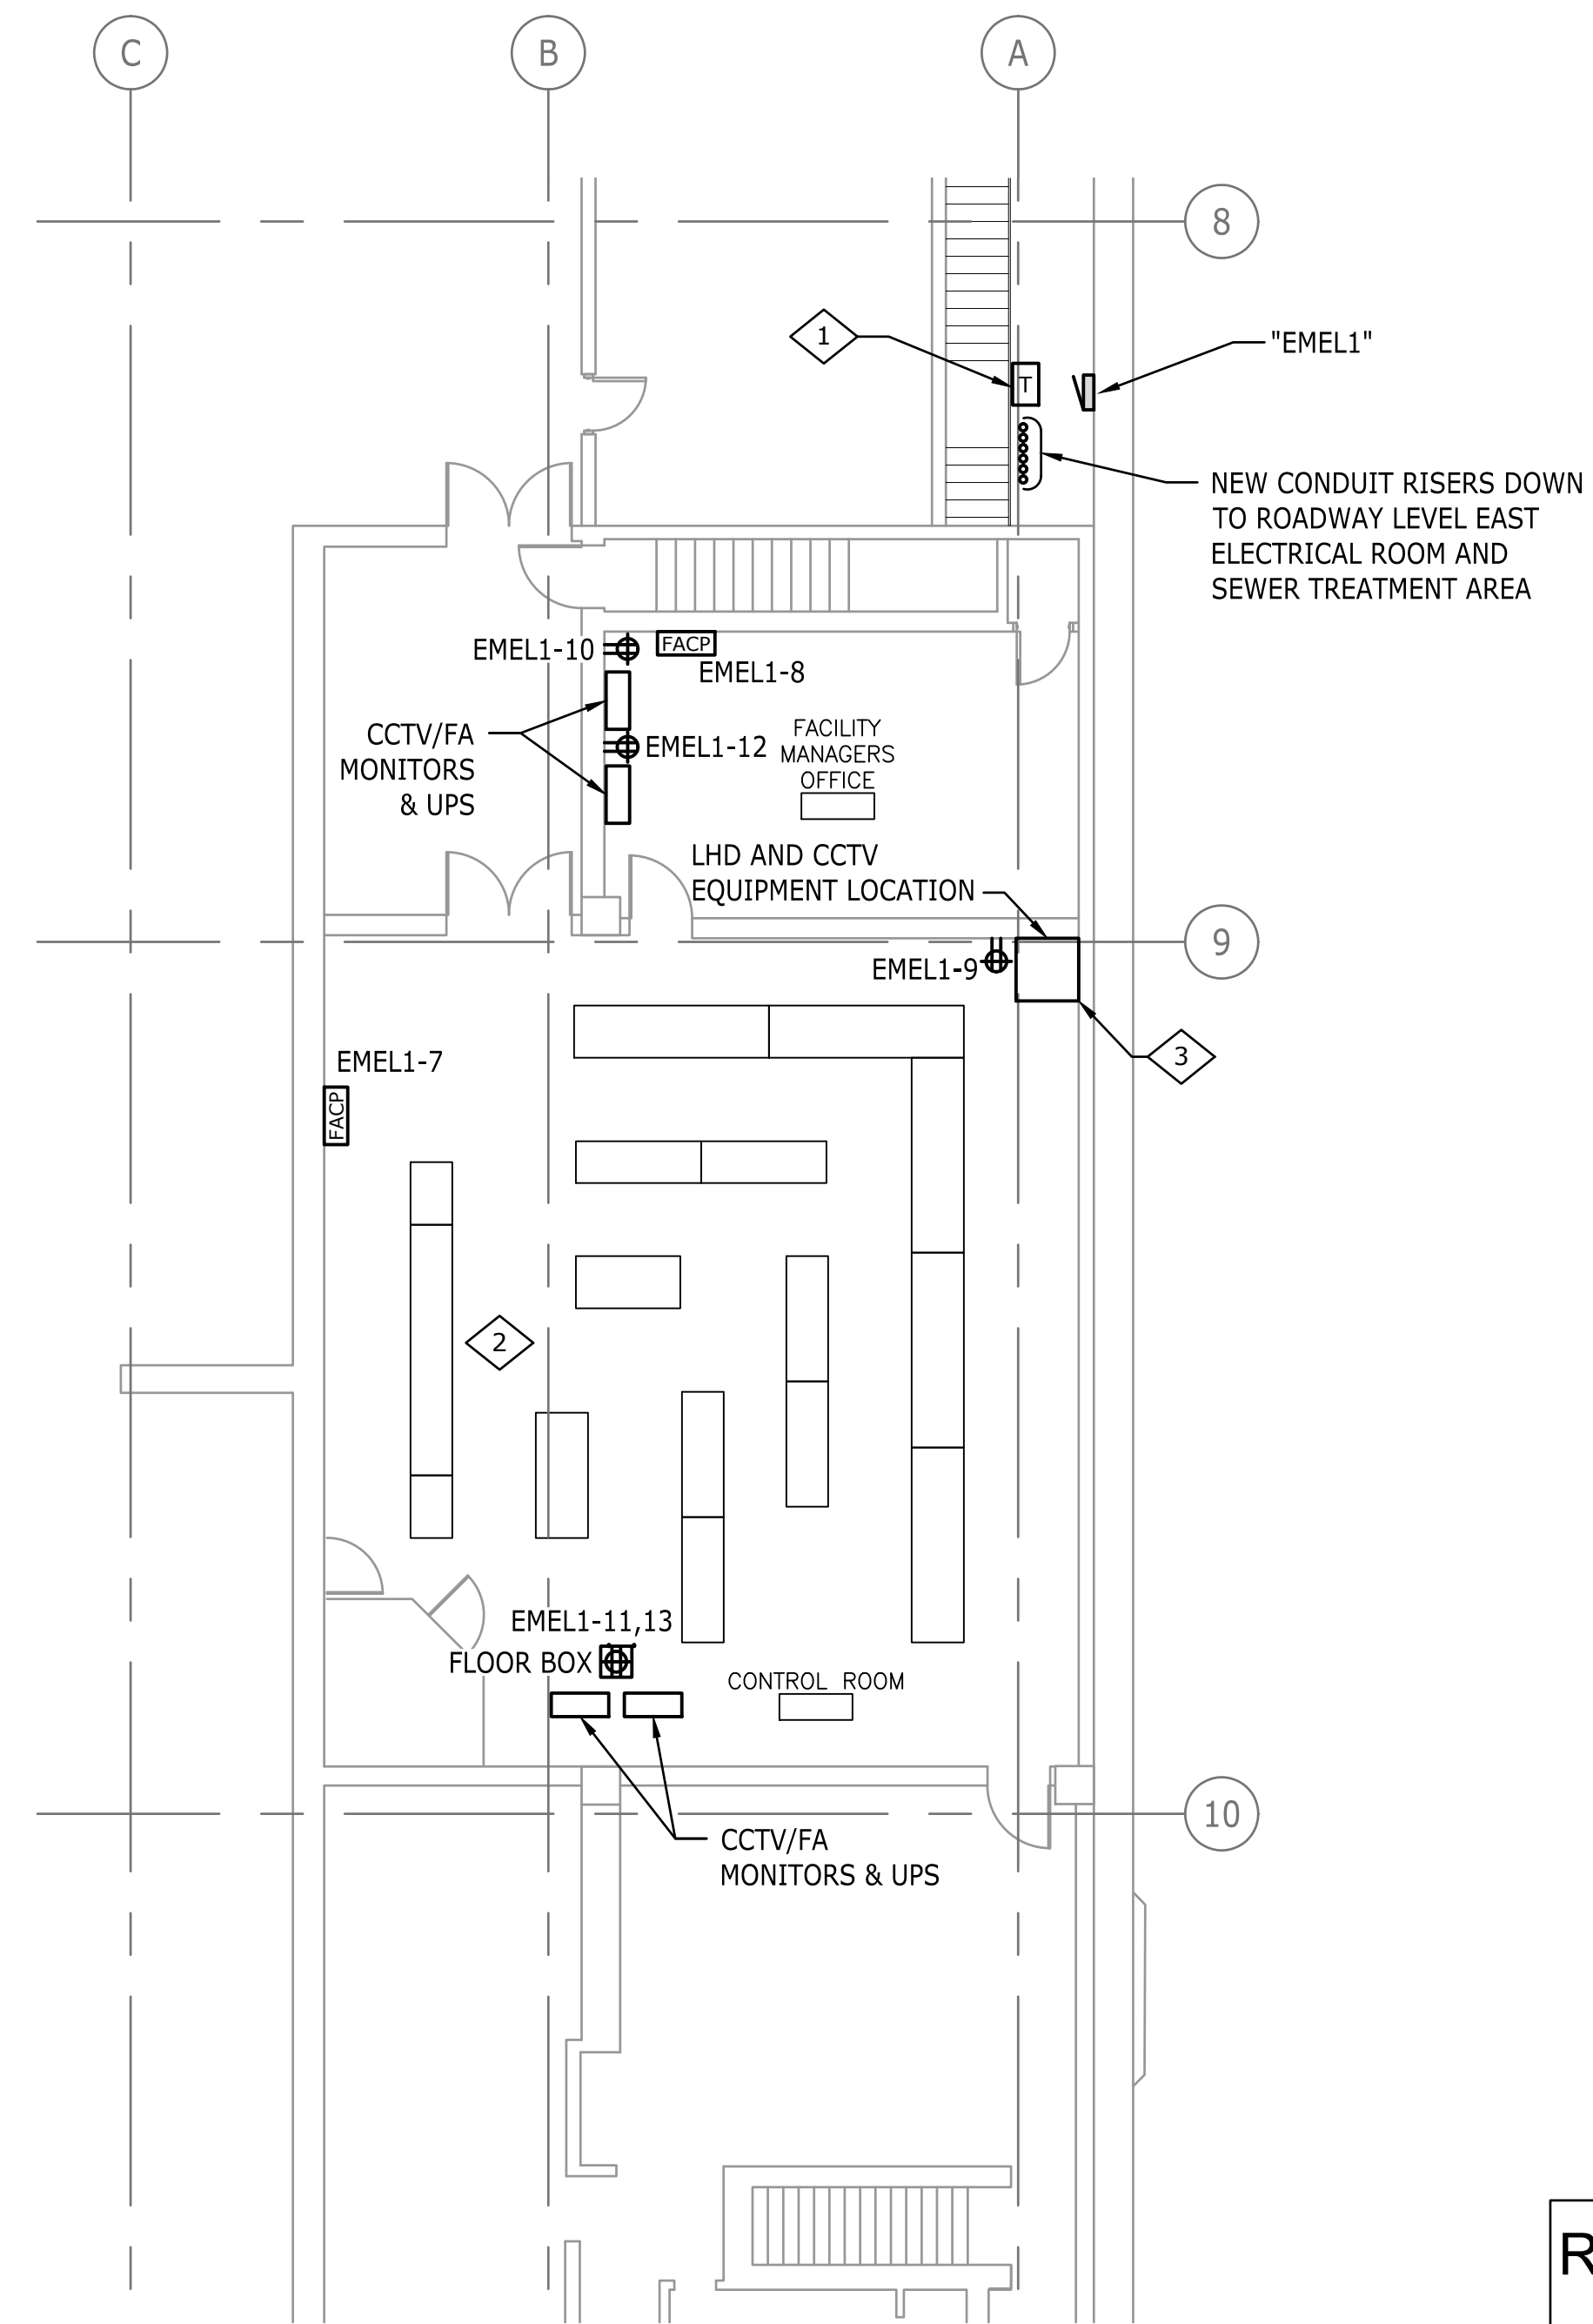 C
B
A
8
1
"EMEL1"
T
NEW CONDUIT RISERS DOWN
TO ROADWAY LEVEL EAST
ELECTRICAL ROOM AND
SEWER TREATMENT AREA
EMEL1-10
FACP
EMEL1-8
CCTV/FA
MONITORS
& UPS
EMEL1-12
FACILITY
MANAGERS
OFFICE
LHD AND CCTV
EQUIPMENT LOCATION
9
EMEL1-9
3
EMEL1-7
FACP
2
EMEL1-11,13
FLOOR BOX
CONTROL ROOM
10
CCTV/FA
MONITORS & UPS
R